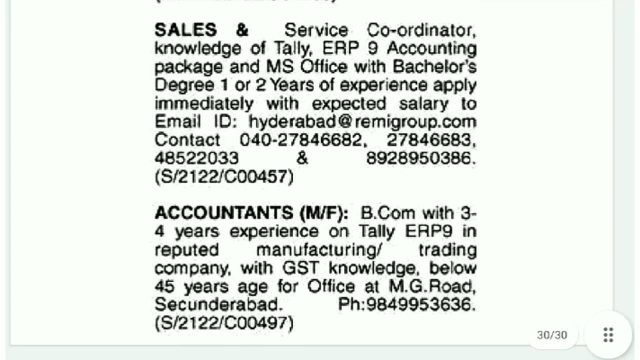 SALES & Service Co-ordinator,
knowledge of Tally, ERP 9 Accounting
package and MS Office with Bachelor's
Degree 1 or 2 Years of experience apply
immediately with expected salary to
Email ID: hyderabad@remigroup.com
Contact 040-27846682, 27846683,
48522033 & 8928950386.
(S/2122/C00457)
ACCOUNTANTS (M/F): B.Com with 3-
4 years experience on Tally ERP9 in
reputed manufacturing/ trading
company, with GST knowledge, below
45 years age for Office at M.G.Road,
Secunderabad. Ph:9849953636.
(S/2122/C00497)
30/30